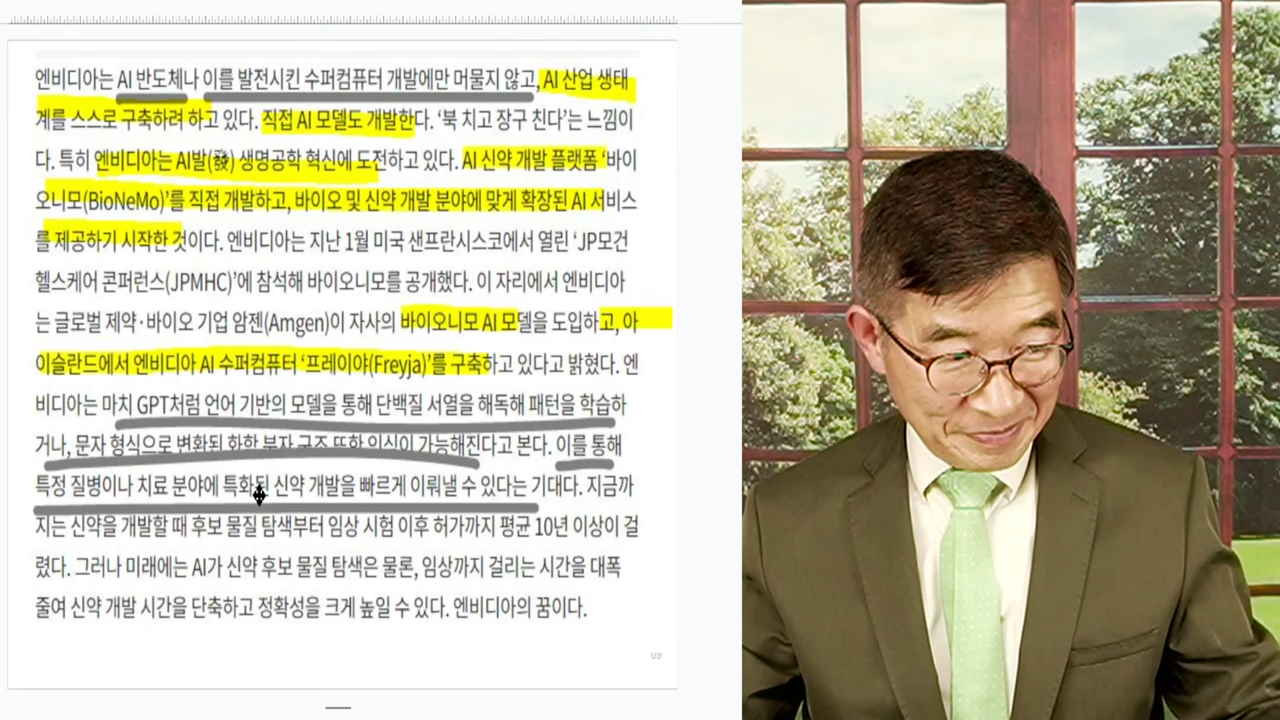 엔비디아는 AI 반도체나 이를 발전시킨 수퍼컴퓨터 개발에만 머물지 않고, AI 산업 생태
계를 스스로 구축하려 하고 있다. 직접 AI 모델도 개발한다. ‘북 치고 장구 친다’는 느낌이
다. 특히 엔비디아는 AI발(發) 생명공학 혁신에 도전하고 있다. AI 신약 개발 플랫폼 ‘바이
오니모(BioNeMo)’를 직접 개발하고, 바이오 및 신약 개발 분야에 맞게 확장된 AI 서비스
를 제공하기 시작한 것이다. 엔비디아는 지난 1월 미국 샌프란시스코에서 열린 ‘JP모건
헬스케어 콘퍼런스(JPMHC)’에 참석해 바이오니모를 공개했다. 이 자리에서 엔비디아
는 글로벌 제약·바이오 기업 암젠(Amgen)이 자사의 바이오니모 AI 모델을 도입하고, 아
이슬란드에서 엔비디아 AI 수퍼컴퓨터 ‘프레이야(Freyja)’를 구축하고 있다고 밝혔다. 엔
비디아는 마치 GPT처럼 언어 기반의 모델을 통해 단백질 서열을 해독해 패턴을 학습하
거나, 문자 형식으로 변환된 화학 분자 구조 또한 인식이 가능해진다고 본다. 이를 통해
특정 질병이나 치료 분야에 특화된 신약 개발을 빠르게 이뤄낼 수 있다는 기대다. 지금까
지는 신약을 개발할 때 후보 물질 탐색부터 임상 시험 이후 허가까지 평균 10년 이상이 걸
렸다. 그러나 미래에는 AI가 신약 후보 물질 탐색은 물론, 임상까지 걸리는 시간을 대폭
줄여 신약 개발 시간을 단축하고 정확성을 크게 높일 수 있다. 엔비디아의 꿈이다.